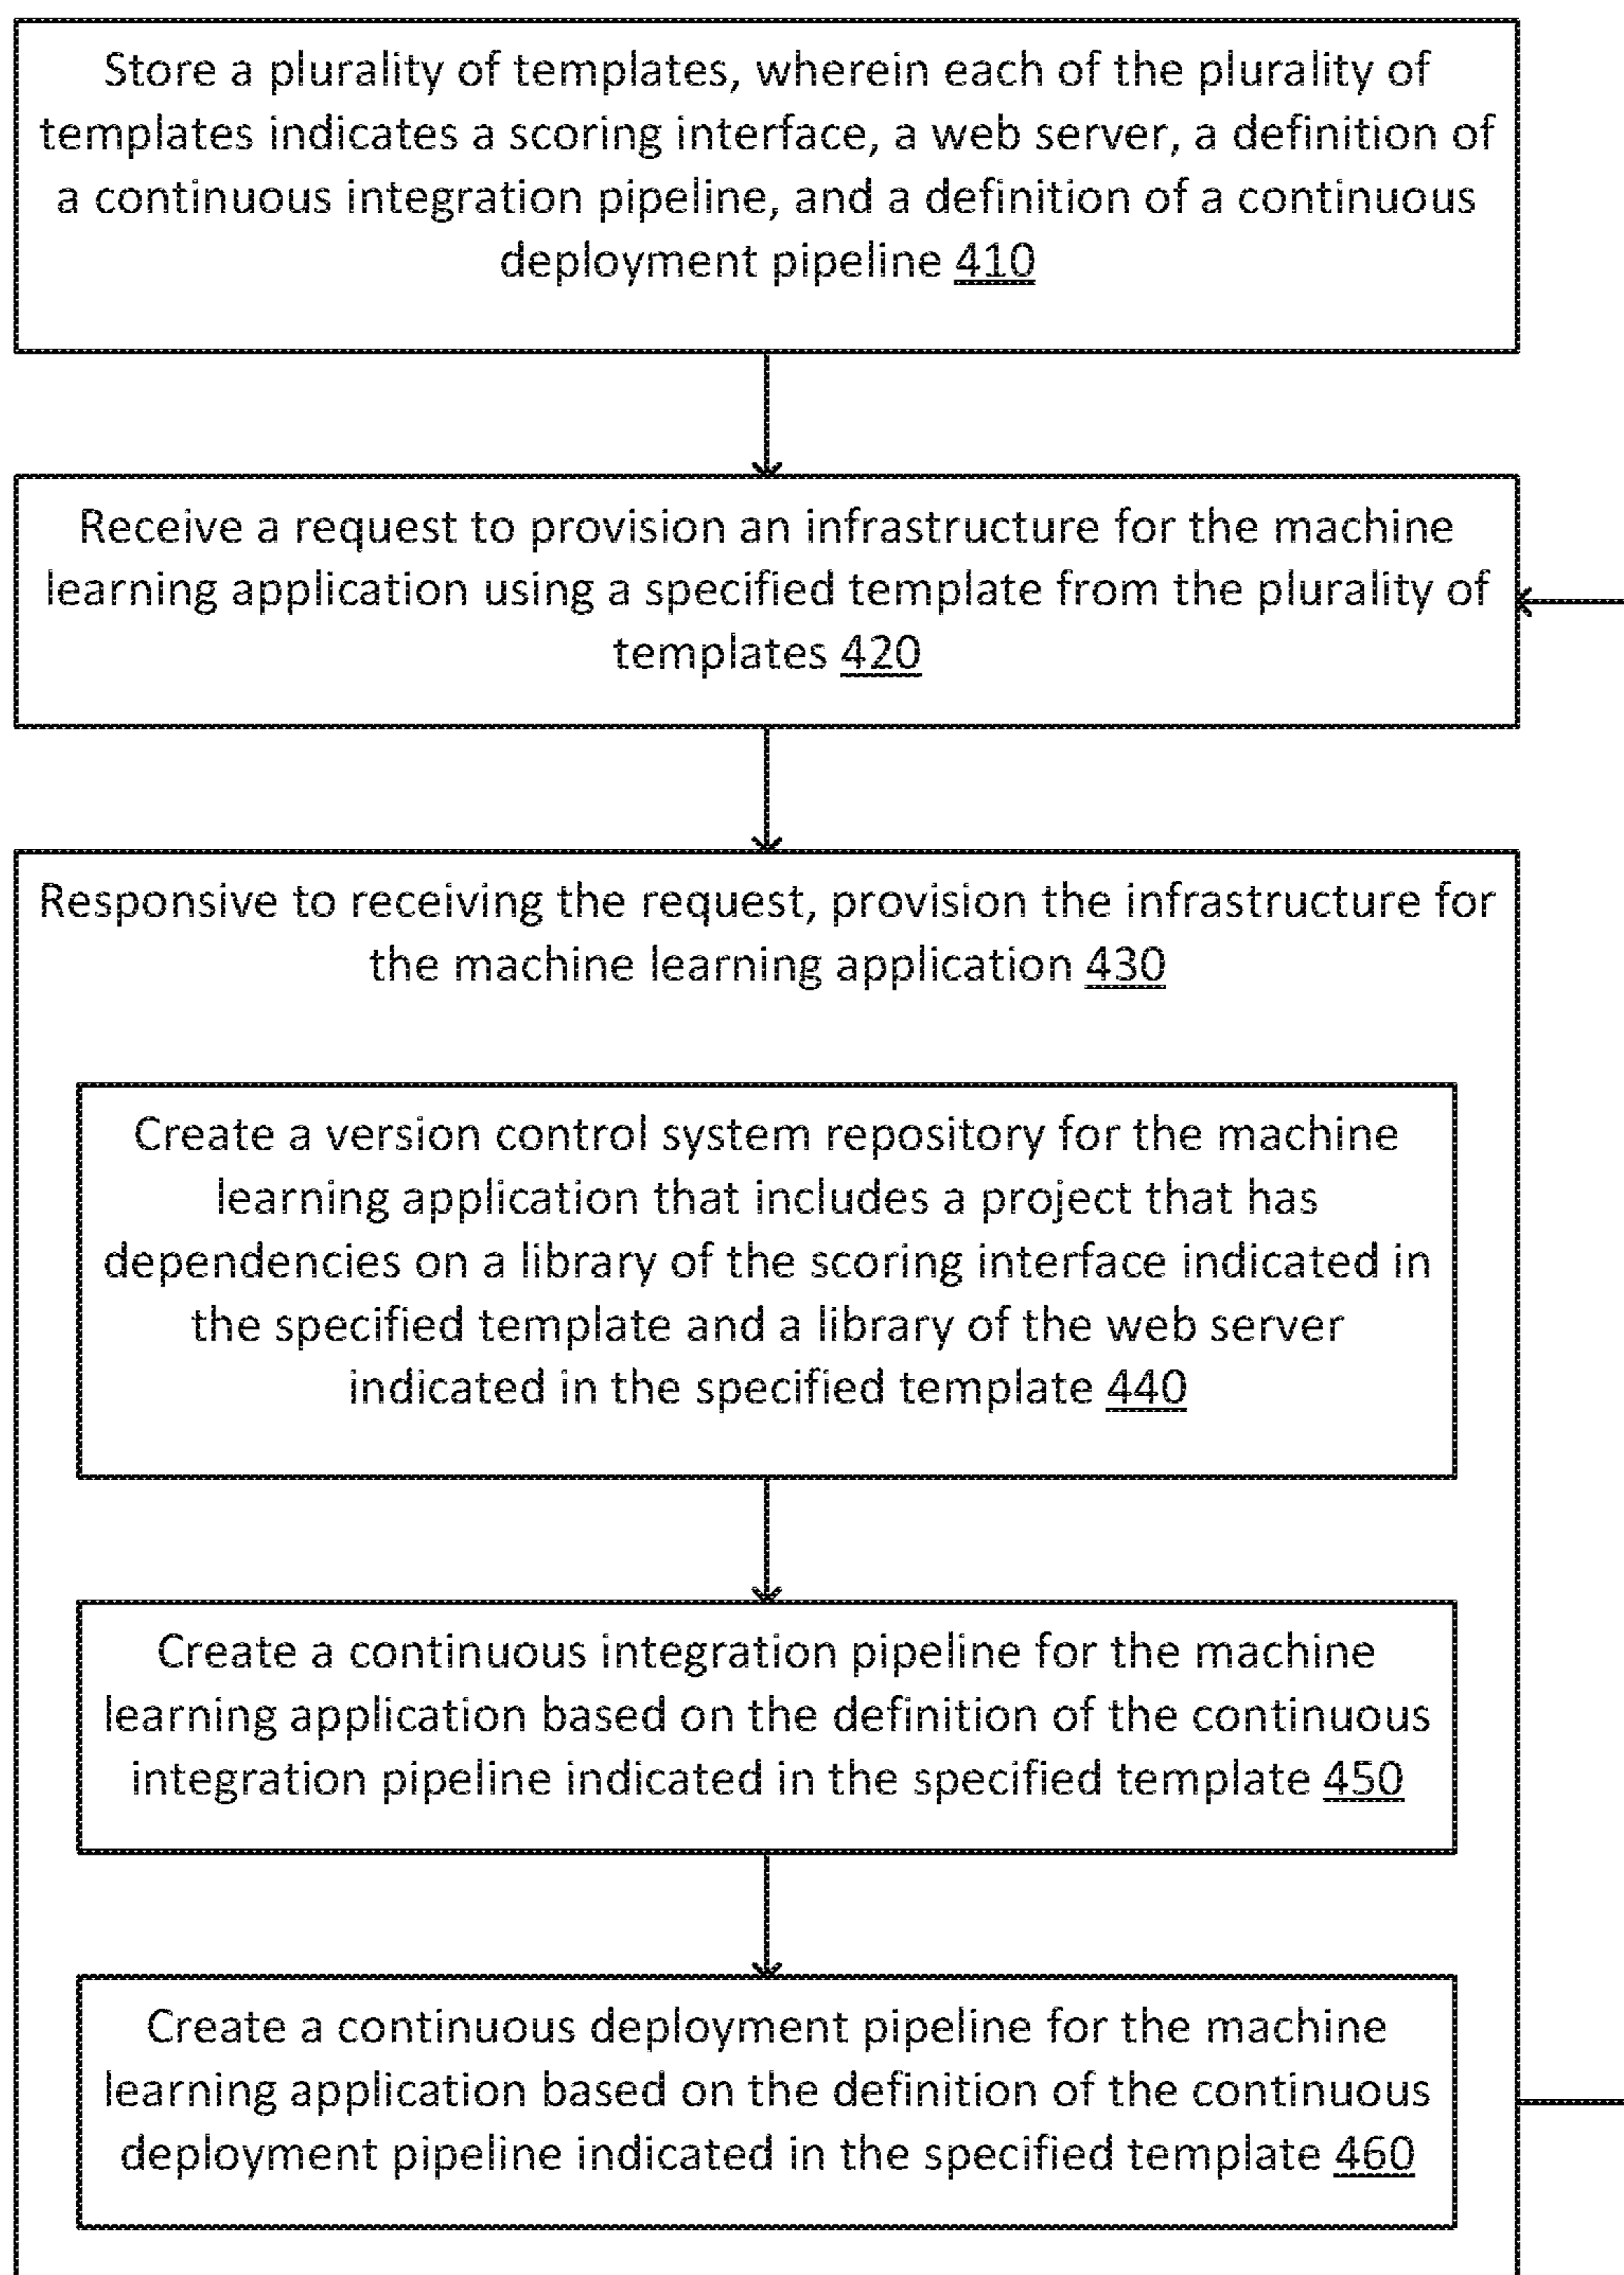 Store a plurality of templates, wherein each of the plurality of
templates indicates a scoring interface, a web server, a definition of
a continuous integration pipeline, and a definition of a continuous
deployment pipeline 410
Receive a request to provision an infrastructure for the machine
learning application using a specified template from the plurality of
templates 420
Responsive to receiving the request, provision the infrastructure for
the machine learning application 430
Create a version control system repository for the machine
learning application that includes a project that has
dependencies on a library of the scoring interface indicated in
the specified template and a library of the web server
indicated in the specified template 440
Create a continuous integration pipeline for the machine
learning application based on the definition of the continuous
integration pipeline indicated in the specified template 450
Create a continuous deployment pipeline for the machine
learning application based on the definition of the continuous
deployment pipeline indicated in the specified template 460